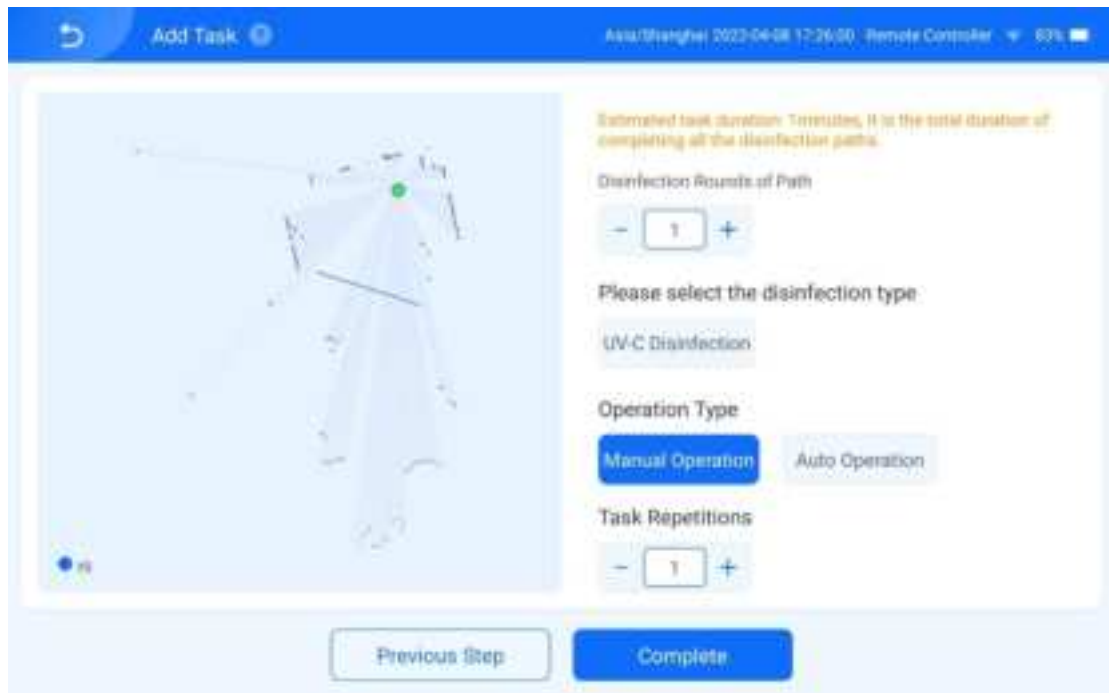 Add Task
Asia/Shanghai 2022-04-08 17:26:00 Remote Controller 83%
Estimated task duration: 1minutes, it is the total duration of
completing all the disinfection paths.
Disinfection Rounds of Path
- 1 +
Please select the disinfection type
UV-C Disinfection
Operation Type
Manual Operation Auto Operation
Task Repetitions
- 1 +
Previous Step Complete